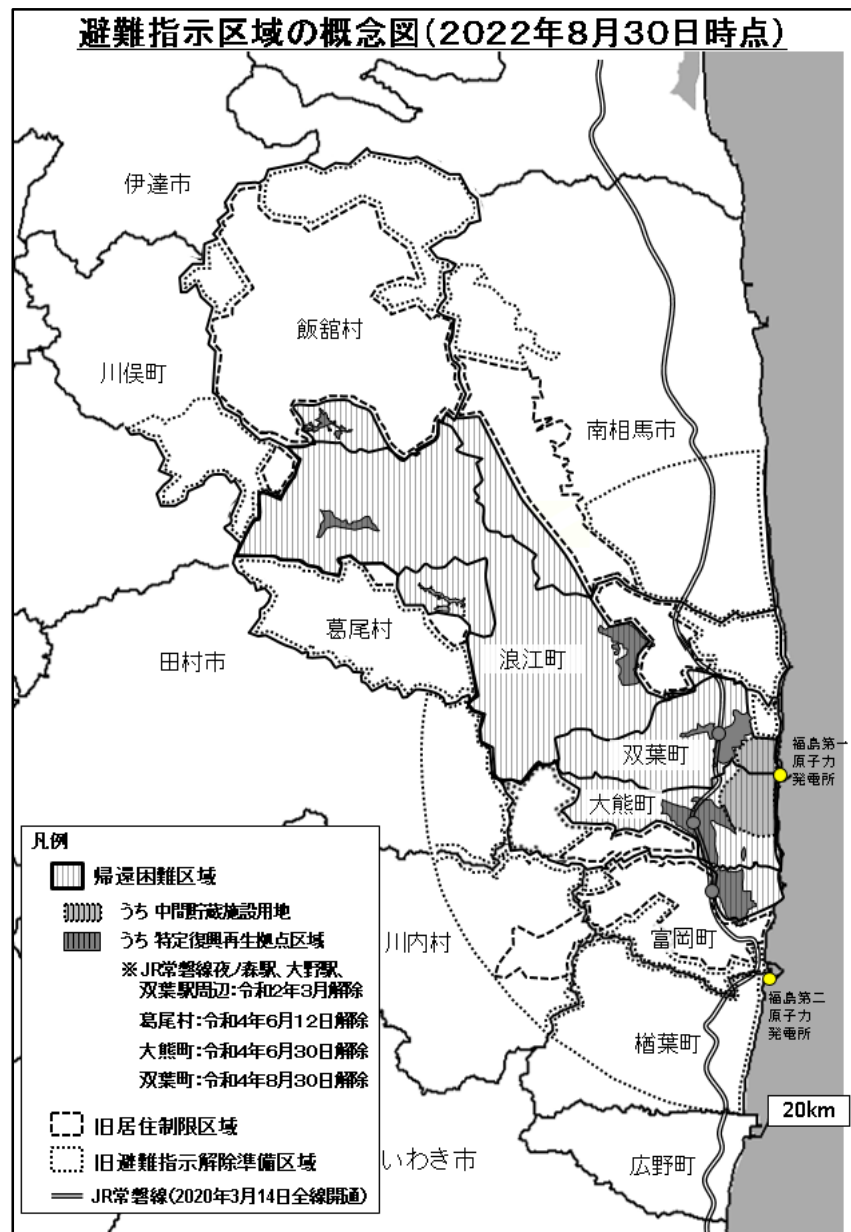 避難指示区域の概念図(2022年8月30日時点)
伊達市
飯舘村
川俣町
南相馬市
葛尾村
田村市
浪江町
双葉町
福島第一
原子力
発電所
大熊町
川内村
富岡町
福島第二
原子力
発電所
楢葉町
20km
いわき市
広野町
凡例
帰還困難区域
うち 中間貯蔵施設用地
うち 特定復興再生拠点区域
※JR常磐線夜ノ森駅、大野駅、
双葉駅周辺:令和2年3月解除
葛尾村:令和4年6月12日解除
大熊町:令和4年6月30日解除
双葉町:令和4年8月30日解除
旧居住制限区域
旧避難指示解除準備区域
JR常磐線(2020年3月14日全線開通)